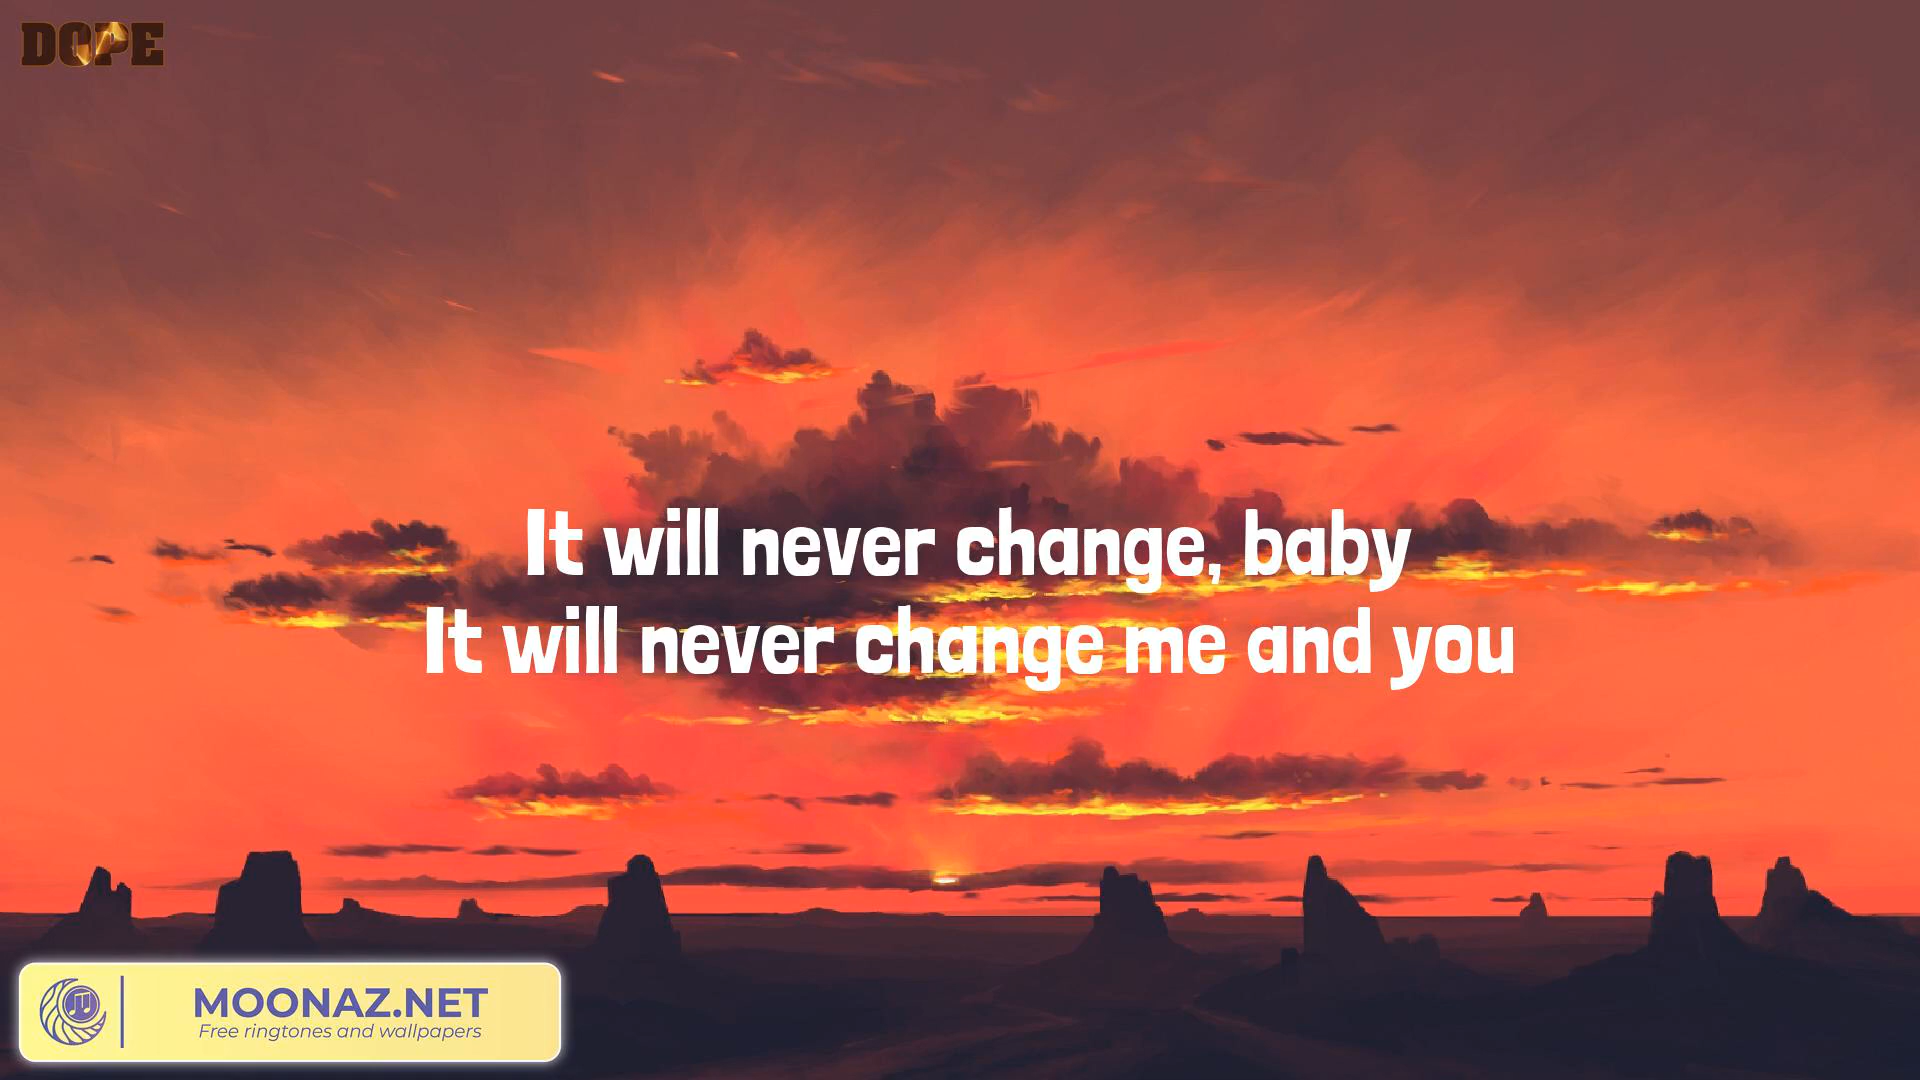 DOPE
It will never change, baby
It will never change me and you
MOONAZ.NET
Free ringtones and wallpapers